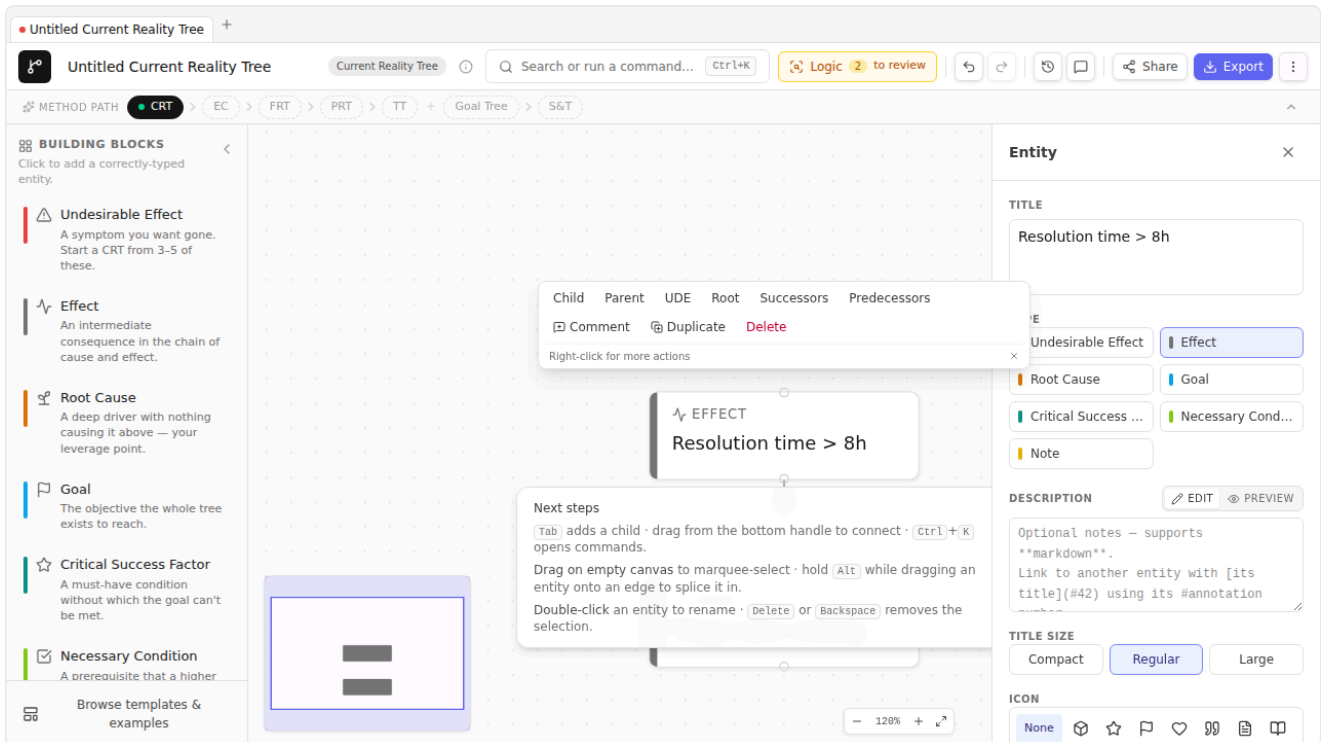 Untitled Current Reality Tree
Untitled Current Reality Tree
Current Reality Tree
Search or run a command...
Ctrl+K
Logic 2 to review
Share
Export
METHOD PATH
CRT
EC
FRT
PRT
TT
+
Goal Tree
S&T
BUILDING BLOCKS
Click to add a correctly-typed
entity.
Undesirable Effect
A symptom you want gone.
Start a CRT from 3–5 of
these.
Effect
An intermediate
consequence in the chain of
cause and effect.
Root Cause
A deep driver with nothing
causing it above — your
leverage point.
Goal
The objective the whole tree
exists to reach.
Critical Success Factor
A must-have condition
without which the goal can't
be met.
Necessary Condition
A prerequisite that a higher
Browse templates &
examples
Child Parent UDE Root Successors Predecessors
Comment Duplicate Delete
Right-click for more actions
EFFECT
Resolution time > 8h
Next steps
Tab adds a child · drag from the bottom handle to connect · Ctrl+K
opens commands.
Drag on empty canvas to marquee-select · hold Alt while dragging an
entity onto an edge to splice it in.
Double-click an entity to rename · Delete or Backspace removes the
selection.
120%
Entity
TITLE
Resolution time > 8h
Undesirable Effect
Effect
Root Cause
Goal
Critical Success ...
Necessary Cond...
Note
DESCRIPTION
EDIT
PREVIEW
Optional notes — supports
**markdown**.
Link to another entity with [its
title](#42) using its #annotation
TITLE SIZE
Compact
Regular
Large
ICON
None